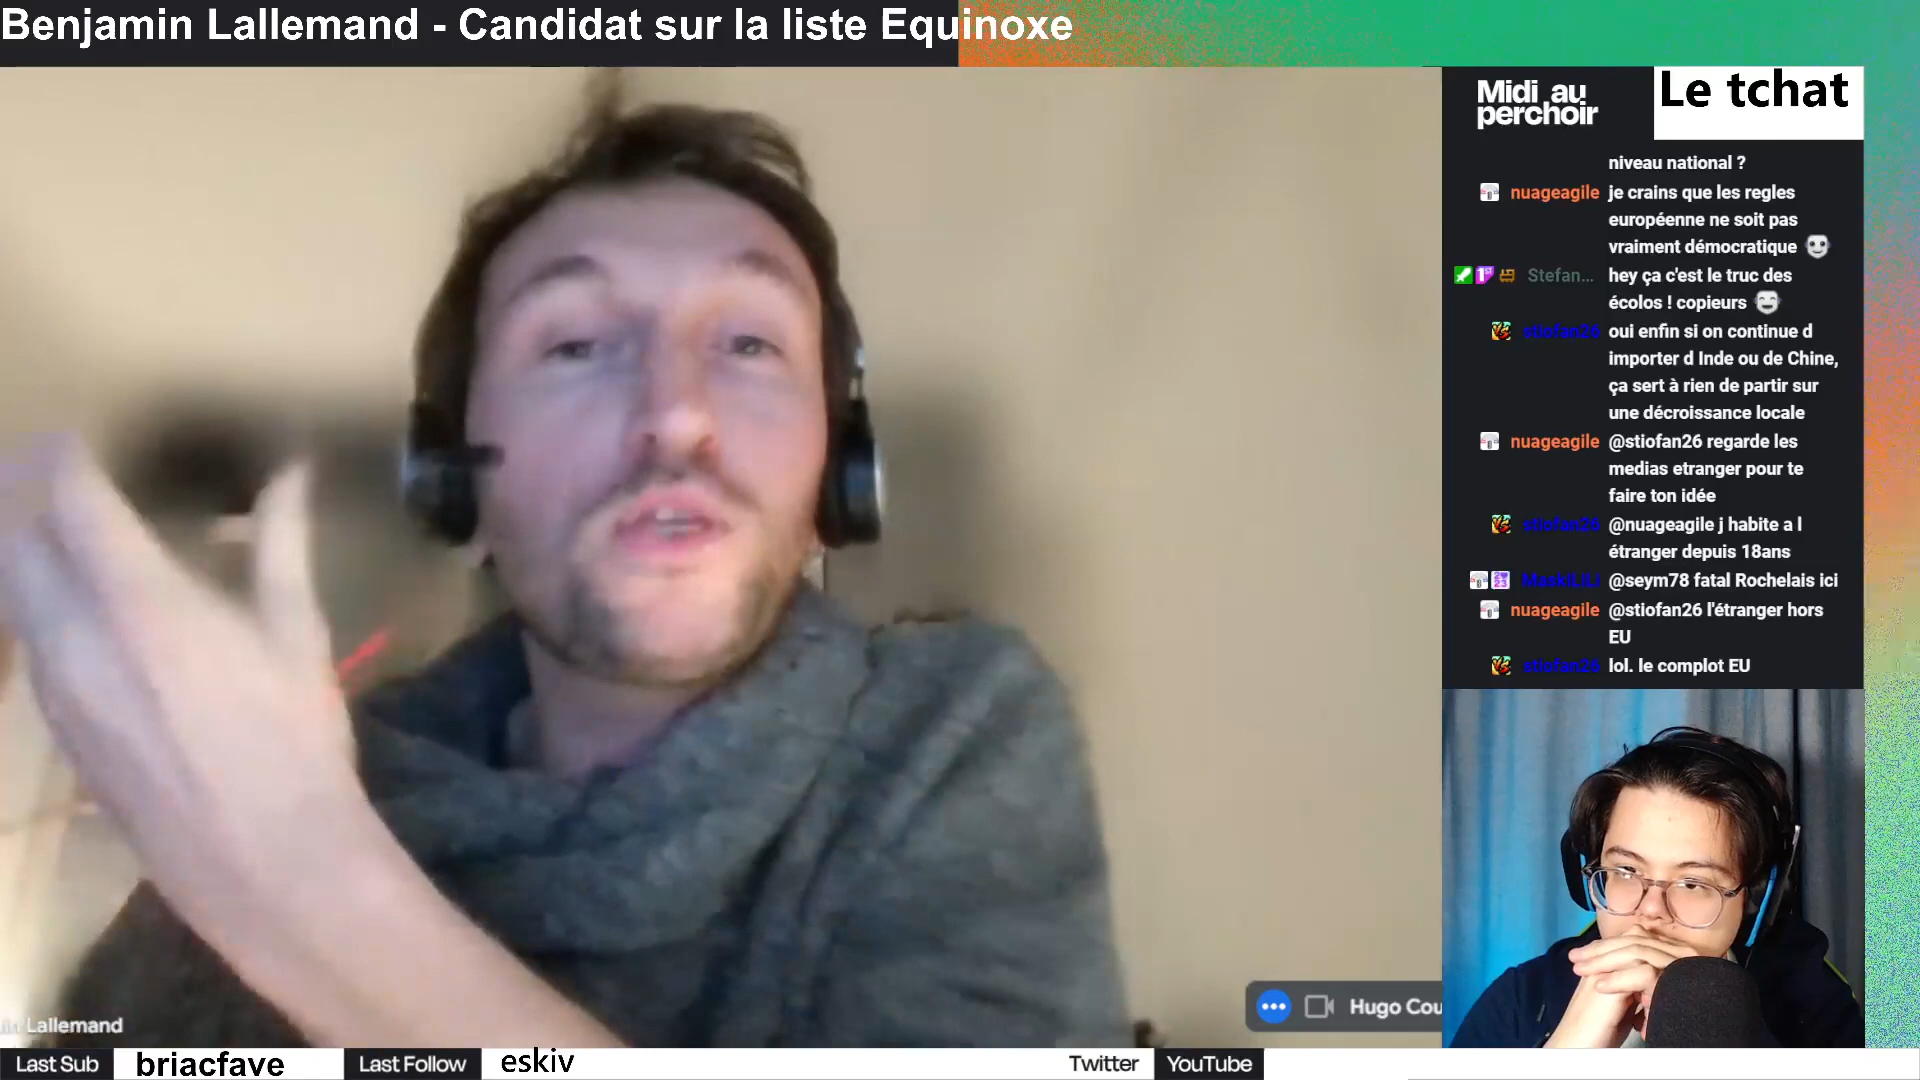 Benjamin Lallemand - Candidat sur la liste Equinoxe
Midi au
perchoir
Le tchat
niveau national ?
nuageagile je crains que les regles
européenne ne soit pas
vraiment démocratique
Stefan... hey ça c'est le truc des
écolos ! copieurs
stiofan26 oui enfin si on continue d
importer d Inde ou de Chine,
ça sert à rien de partir sur
une décroissance locale
nuageagile @stiofan26 regarde les
medias etranger pour te
faire ton idée
stiofan26 @nuageagile j habite a l
étranger depuis 18ans
MaskiLiLi @seym78 fatal Rochelais ici
nuageagile @stiofan26 l'étranger hors
EU
stiofan26 lol. le complot EU
Lallemand
Hugo Cou
Last Sub briacfave Last Follow eskiv Twitter YouTube